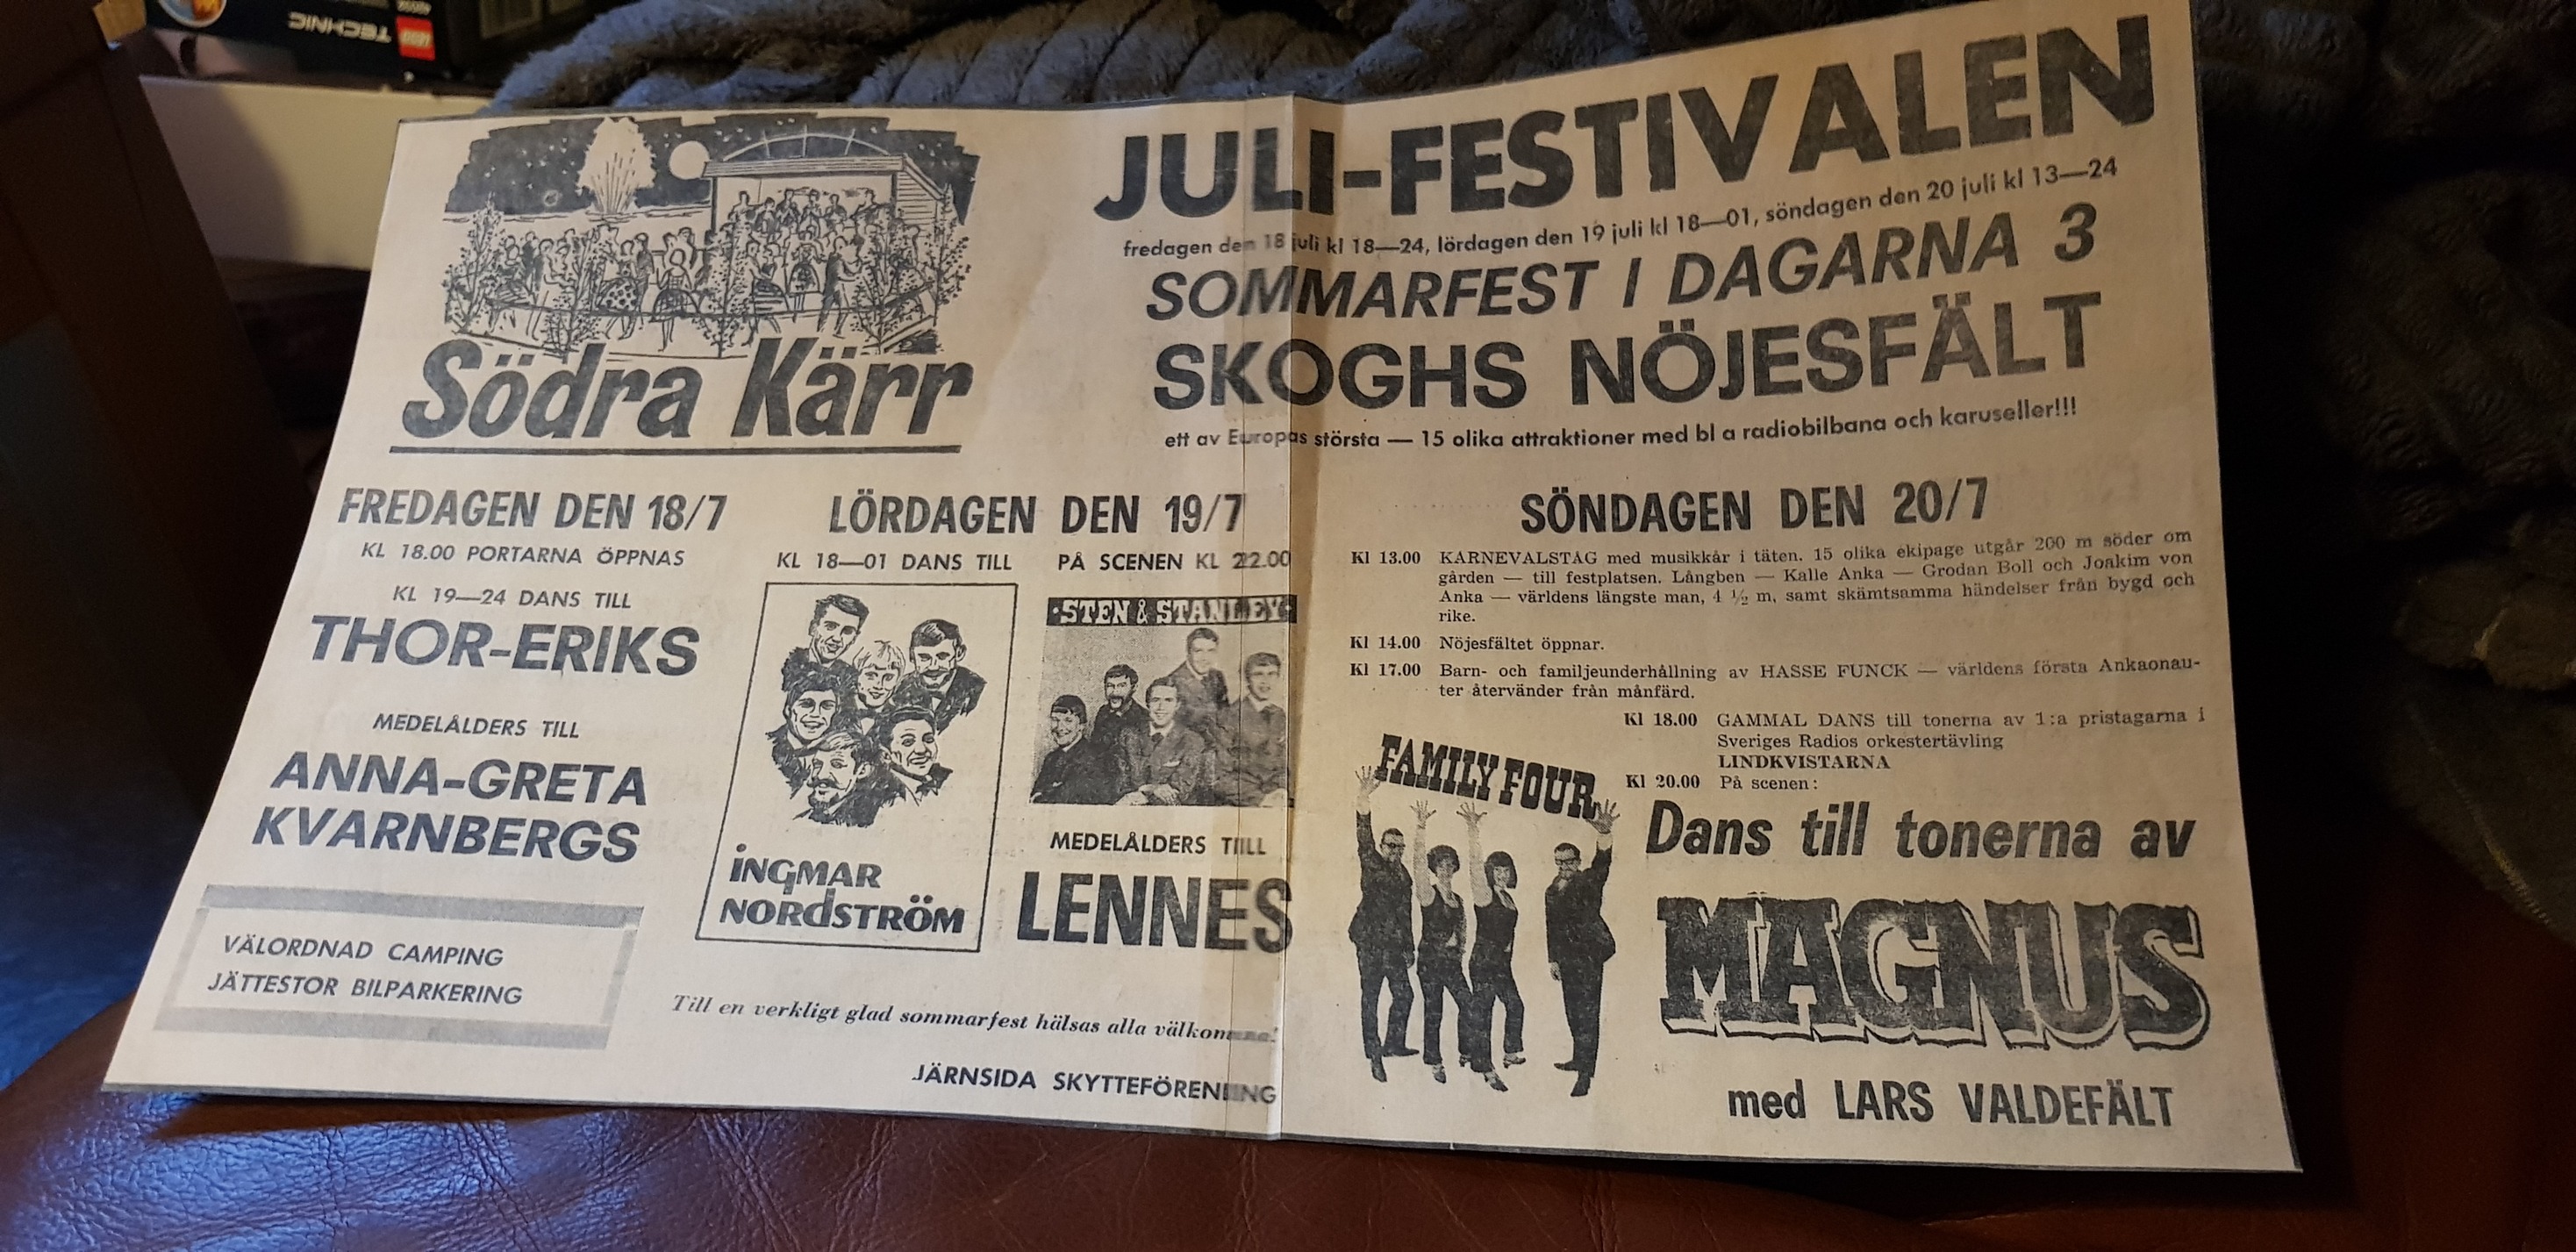 TECHNIC
LEGO
Södra Kärr
JULI-FESTIVALEN
fredagen den 18 juli kl 18—24, lördagen den 19 juli kl 18—01, söndagen den 20 juli kl 13—24
SOMMARFEST I DAGARNA 3
SKOGHS NÖJESFÄLT
ett av Europas största — 15 olika attraktioner med bl a radiobilbana och karuseller!!!
FREDAGEN DEN 18/7
KL 18.00 PORTARNA ÖPPNAS
KL 19—24 DANS TILL
THOR-ERIKS
MEDELÅLDERS TILL
ANNA-GRETA
KVARNBERGS
VÄLORDNAD CAMPING
JÄTTESTOR BILPARKERING
LÖRDAGEN DEN 19/7
KL 18—01 DANS TILL
INGMAR
NORDSTRÖM
PÅ SCENEN KL 22.00
STEN & STANLEY
MEDELÅLDERS TILL
LENNES
Till en verkligt glad sommarfest hälsas alla välkomna!
JÄRNSIDA SKYTTEFÖRENING
SÖNDAGEN DEN 20/7
Kl 13.00 KARNEVALSTÅG med musikkår i täten. 15 olika ekipage utgår 200 m söder om
gården — till festplatsen. Långben — Kalle Anka — Grodan Boll och Joakim von
Anka — världens längste man, 4 ½ m, samt skämtsamma händelser från bygd och
rike.
Kl 14.00 Nöjesfältet öppnar.
Kl 17.00 Barn- och familjeunderhållning av HASSE FUNCK — världens första Ankaonau-
ter återvänder från månfärd.
Kl 18.00 GAMMAL DANS till tonerna av 1:a pristagarna i
Sveriges Radios orkestertävling
LINDKVISTARNA
Kl 20.00 På scenen:
FAMILY FOUR
Dans till tonerna av
MAGNUS
med LARS VALDEFÄLT